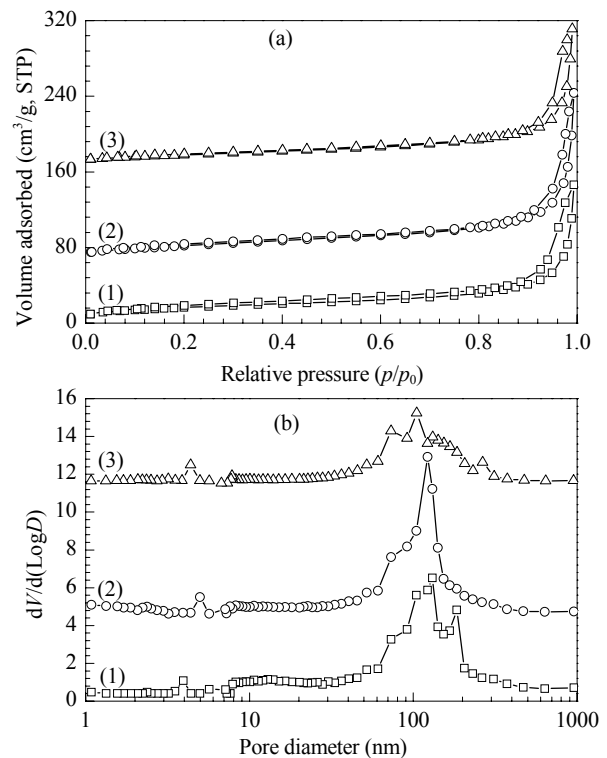 (a)
320
240
160
80
0
(3)
(2)
(1)
Volume adsorbed (cm³/g, STP)
0.0 0.2 0.4 0.6 0.8 1.0
Relative pressure (p/p₀)
(b)
16
14
12
10
8
6
4
2
0
(3)
(2)
(1)
dV/d(LogD)
1 10 100 1000
Pore diameter (nm)